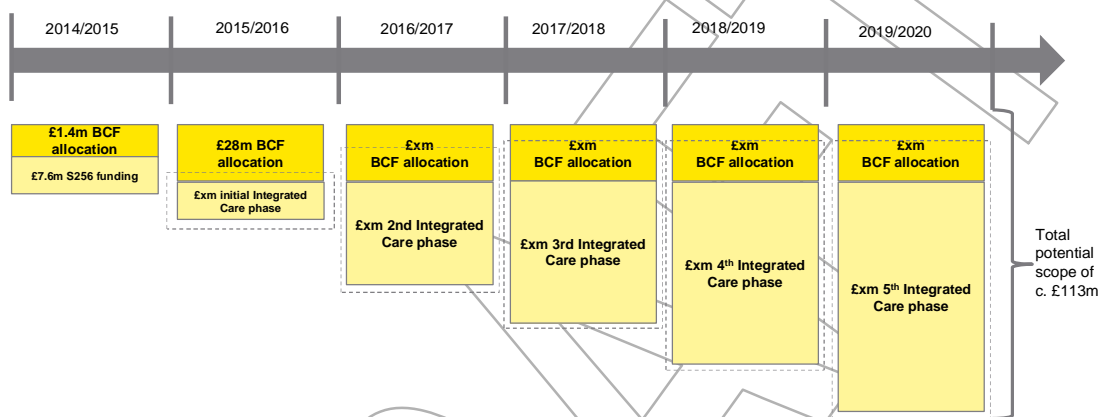 2014/2015
2015/2016
2016/2017
2017/2018
2018/2019
2019/2020
£1.4m BCF
allocation
£7.6m S256 funding
£28m BCF
allocation
£xm initial Integrated
Care phase
£xm
BCF allocation
£xm 2nd Integrated
Care phase
£xm
BCF allocation
£xm 3rd Integrated
Care phase
£xm
BCF allocation
£xm 4th Integrated
Care phase
£xm
BCF allocation
£xm 5th Integrated
Care phase
Total
potential
scope of
c. £113m